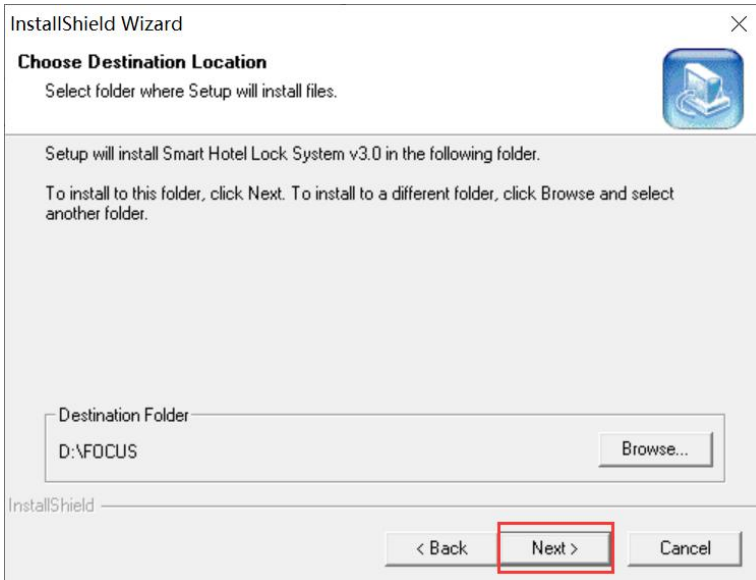 InstallShield Wizard
Choose Destination Location
Select folder where Setup will install files.
Setup will install Smart Hotel Lock System v3.0 in the following folder.
To install to this folder, click Next. To install to a different folder, click Browse and select
another folder.
Destination Folder
D:\FOCUS
Browse...
InstallShield
< Back
Next >
Cancel